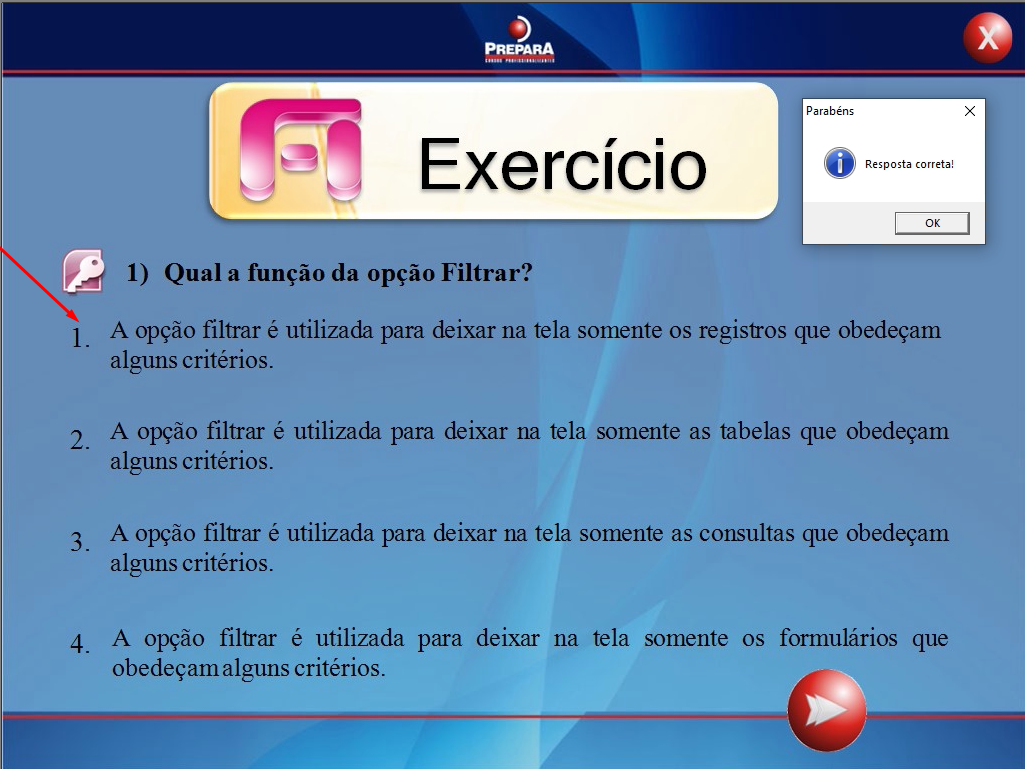 PREPARA
CURSOS PROFISSIONALIZANTES
X
Parabéns
Resposta correta!
OK
Exercício
1) Qual a função da opção Filtrar?
1. A opção filtrar é utilizada para deixar na tela somente os registros que obedeçam
alguns critérios.
2. A opção filtrar é utilizada para deixar na tela somente as tabelas que obedeçam
alguns critérios.
3. A opção filtrar é utilizada para deixar na tela somente as consultas que obedeçam
alguns critérios.
4. A opção filtrar é utilizada para deixar na tela somente os formulários que
obedeçam alguns critérios.